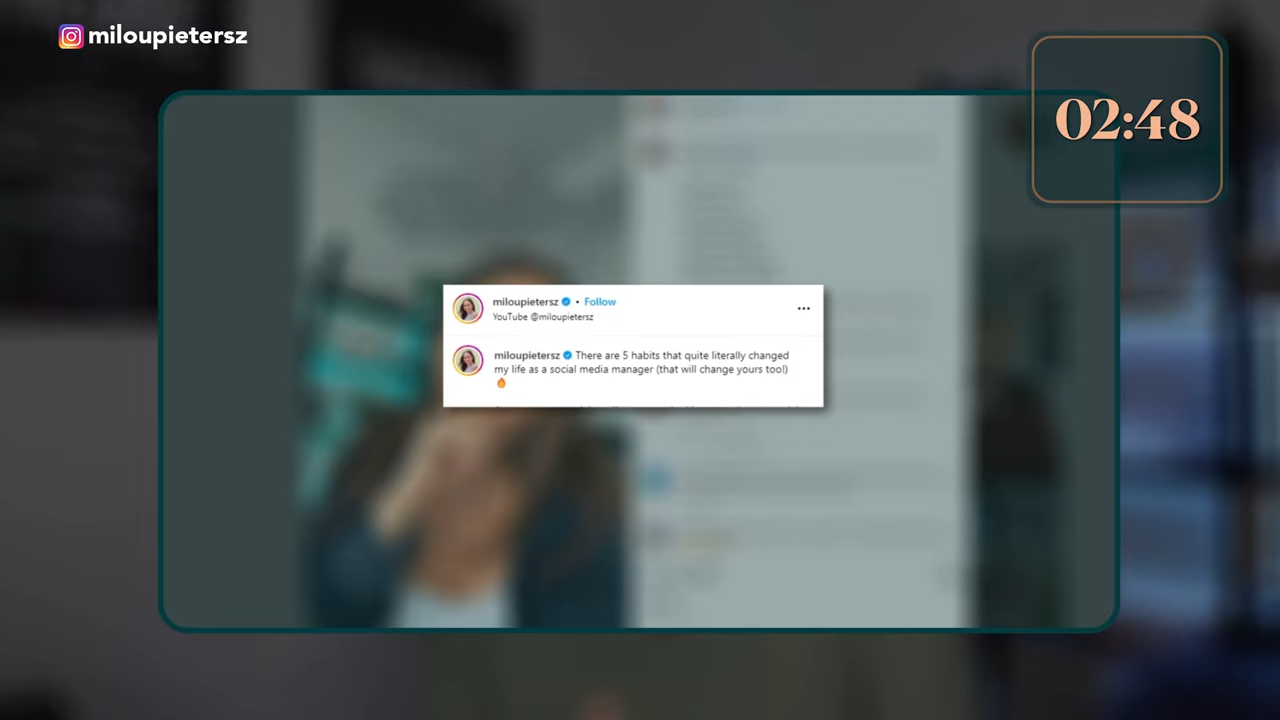 miloupietersz
02:48
miloupietersz • Follow
YouTube @miloupietersz
miloupietersz There are 5 habits that quite literally changed
my life as a social media manager (that will change yours too!)
🔥